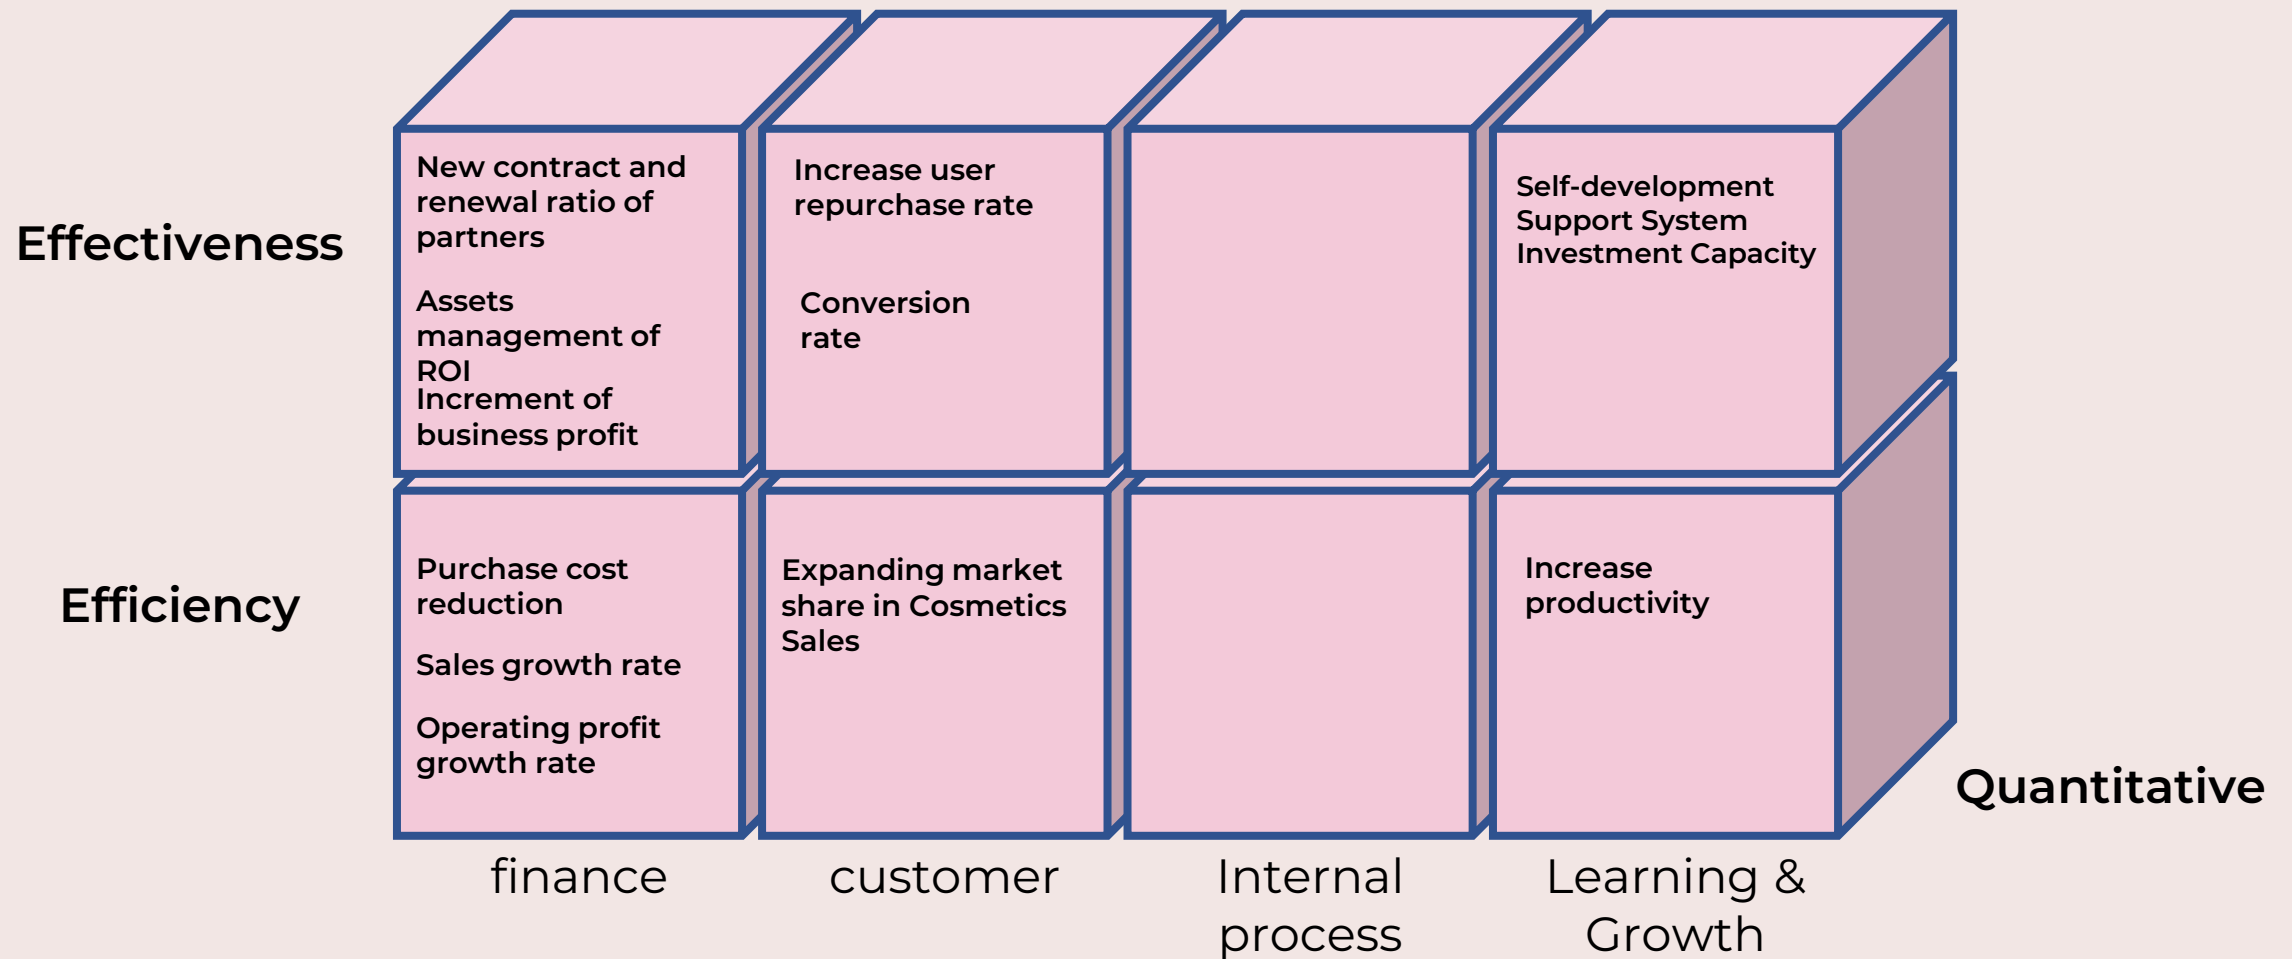 Effectiveness
New contract and
renewal ratio of
partners
Assets
management of
ROI
Increment of
business profit
Increase user
repurchase rate
Conversion
rate
Self-development
Support System
Investment Capacity
Efficiency
Purchase cost
reduction
Sales growth rate
Operating profit
growth rate
Expanding market
share in Cosmetics
Sales
Increase
productivity
Quantitative
finance
customer
Internal
process
Learning &
Growth